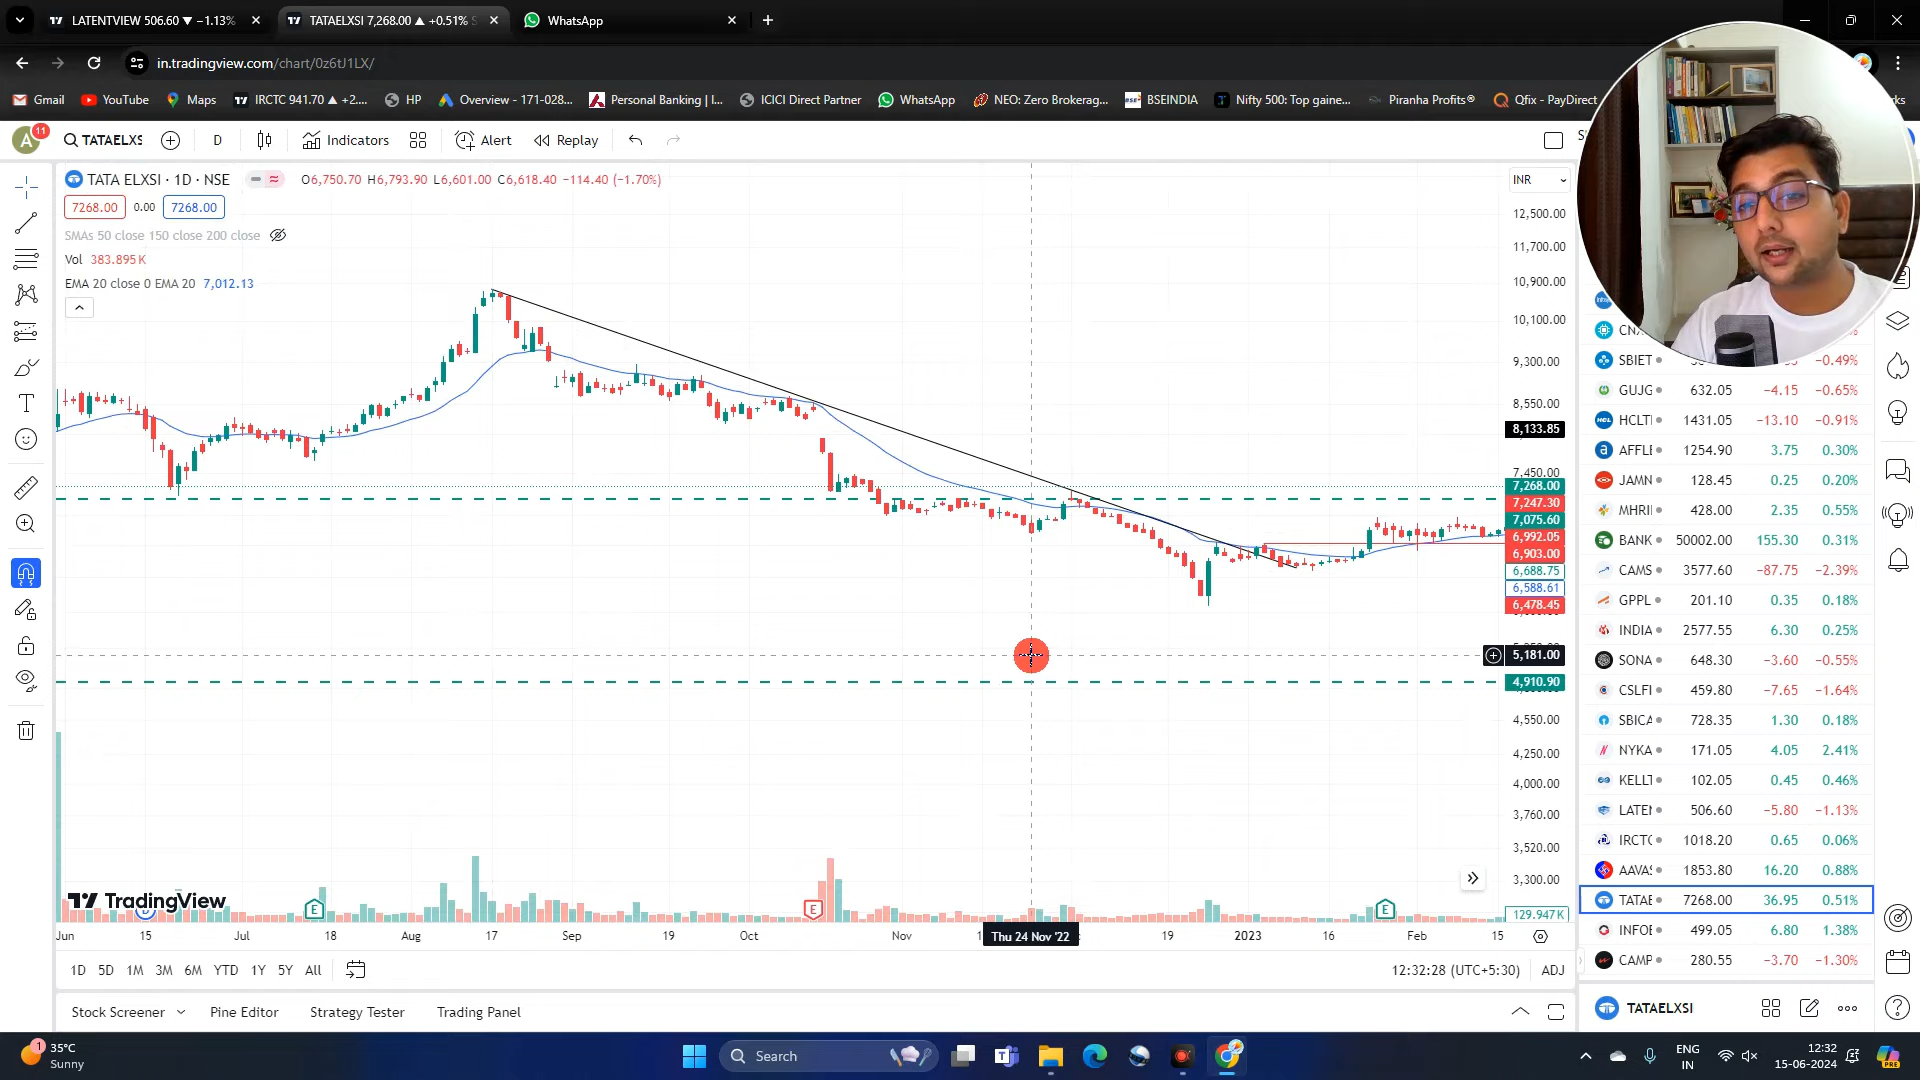 LATENTVIEW 506.60 ▼ −1.13%
TATAELXSI 7,268.00 ▲ +0.51% S
WhatsApp
in.tradingview.com/chart/0z6tJ1LX/
Gmail
YouTube
Maps
IRCTC 941.70 ▲ +2....
HP
Overview - 171-028...
Personal Banking | I...
ICICI Direct Partner
WhatsApp
NEO: Zero Brokerag...
BSEINDIA
Nifty 500: Top gaine...
Piranha Profits®
Qfix - PayDirect
A 11 TATAELXS D Indicators Alert Replay
TATA ELXSI · 1D · NSE O6,750.70 H6,793.90 L6,601.00 C6,618.40 −114.40 (−1.70%)
INR
7268.00 0.00 7268.00
SMAs 50 close 150 close 200 close
Vol 383.895K
EMA 20 close 0 EMA 20 7,012.13
12,500.00
11,700.00
10,900.00
10,100.00
9,300.00
8,550.00
8,133.85
7,450.00
7,268.00
7,247.30
7,075.60
6,992.05
6,903.00
6,688.75
6,588.61
6,478.45
5,181.00
4,910.90
4,550.00
4,250.00
4,000.00
3,760.00
3,520.00
3,300.00
129.947K
TradingView
E
E
E
Jun 15 Jul 18 Aug 17 Sep 19 Oct Nov Thu 24 Nov '22 19 2023 16 Feb 15
1D 5D 1M 3M 6M YTD 1Y 5Y All
12:32:28 (UTC+5:30) ADJ
Stock Screener Pine Editor Strategy Tester Trading Panel
SBIET −0.49%
GUJG 632.05 −4.15 −0.65%
HCLTI 1431.05 −13.10 −0.91%
AFFLE 1254.90 3.75 0.30%
JAMN 128.45 0.25 0.20%
MHRII 428.00 2.35 0.55%
BANK 50002.00 155.30 0.31%
CAMS 3577.60 −87.75 −2.39%
GPPL 201.10 0.35 0.18%
INDIA 2577.55 6.30 0.25%
SONA 648.30 −3.60 −0.55%
CSLFI 459.80 −7.65 −1.64%
SBICA 728.35 1.30 0.18%
NYKA 171.05 4.05 2.41%
KELLT 102.05 0.45 0.46%
LATEI 506.60 −5.80 −1.13%
IRCTC 1018.20 0.65 0.06%
AAVAS 1853.80 16.20 0.88%
TATAE 7268.00 36.95 0.51%
INFOE 499.05 6.80 1.38%
CAMP 280.55 −3.70 −1.30%
TATAELXSI
1 35°C
Sunny
Search
ENG
IN
12:32
15-06-2024